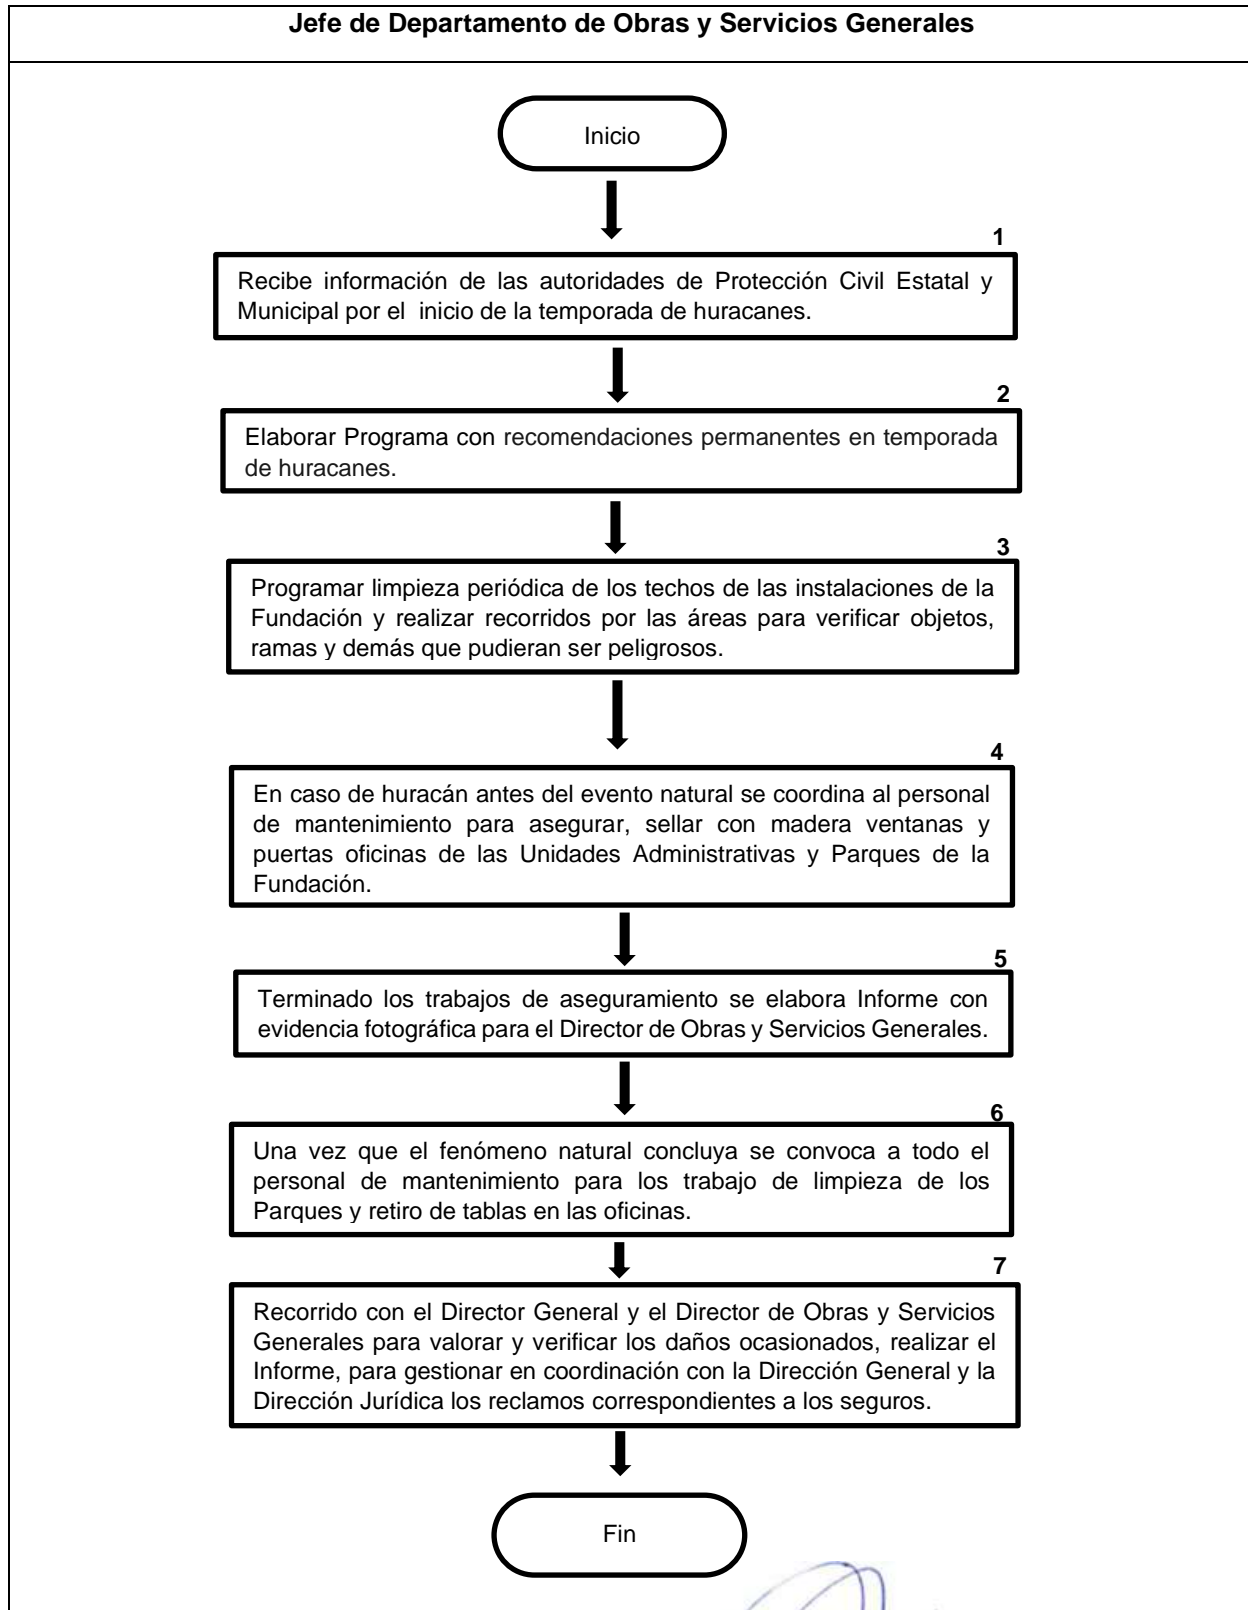 Jefe de Departamento de Obras y Servicios Generales
Inicio
1
Recibe información de las autoridades de Protección Civil Estatal y
Municipal por el inicio de la temporada de huracanes.
2
Elaborar Programa con recomendaciones permanentes en temporada
de huracanes.
3
Programar limpieza periódica de los techos de las instalaciones de la
Fundación y realizar recorridos por las áreas para verificar objetos,
ramas y demás que pudieran ser peligrosos.
4
En caso de huracán antes del evento natural se coordina al personal
de mantenimiento para asegurar, sellar con madera ventanas y
puertas oficinas de las Unidades Administrativas y Parques de la
Fundación.
5
Terminado los trabajos de aseguramiento se elabora Informe con
evidencia fotográfica para el Director de Obras y Servicios Generales.
6
Una vez que el fenómeno natural concluya se convoca a todo el
personal de mantenimiento para los trabajo de limpieza de los
Parques y retiro de tablas en las oficinas.
7
Recorrido con el Director General y el Director de Obras y Servicios
Generales para valorar y verificar los daños ocasionados, realizar el
Informe, para gestionar en coordinación con la Dirección General y la
Dirección Jurídica los reclamos correspondientes a los seguros.
Fin